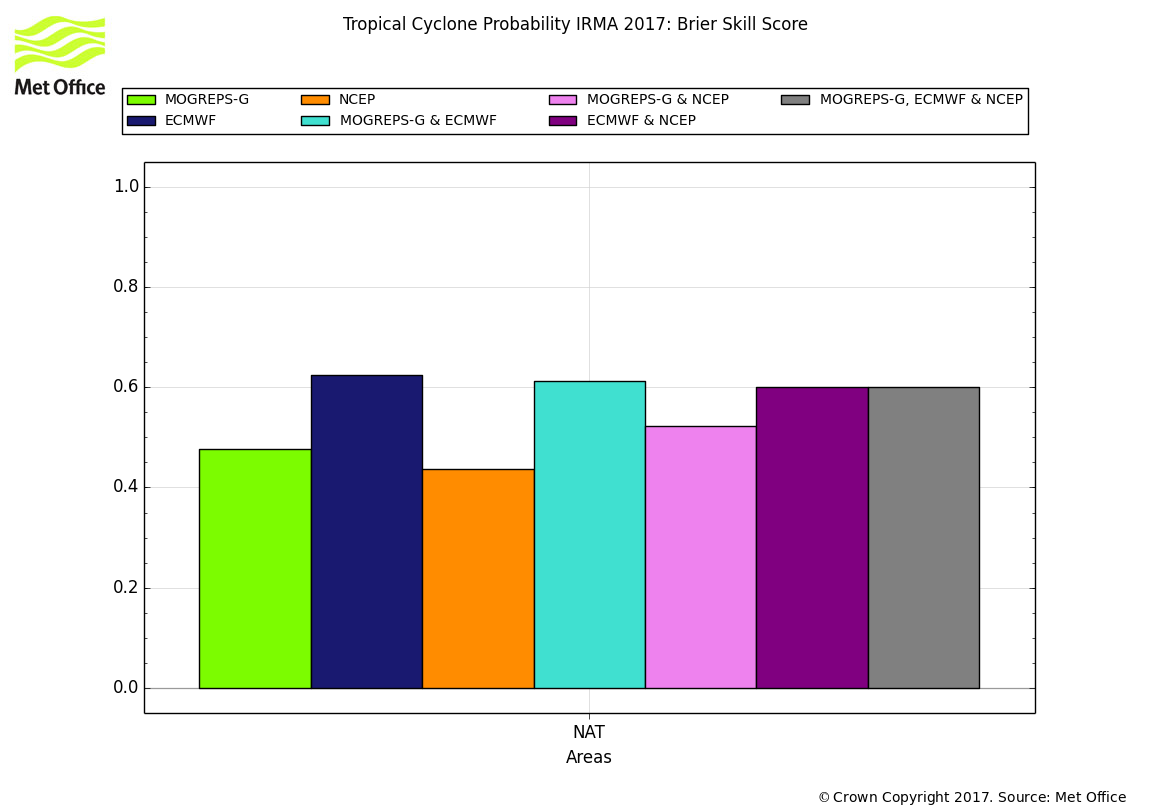 Tropical Cyclone Probability IRMA 2017: Brier Skill Score
Met Office
MOGREPS-G NCEP MOGREPS-G & NCEP MOGREPS-G, ECMWF & NCEP
ECMWF MOGREPS-G & ECMWF ECMWF & NCEP
1.0
0.8
0.6
0.4
0.2
0.0
NAT
Areas
© Crown Copyright 2017. Source: Met Office